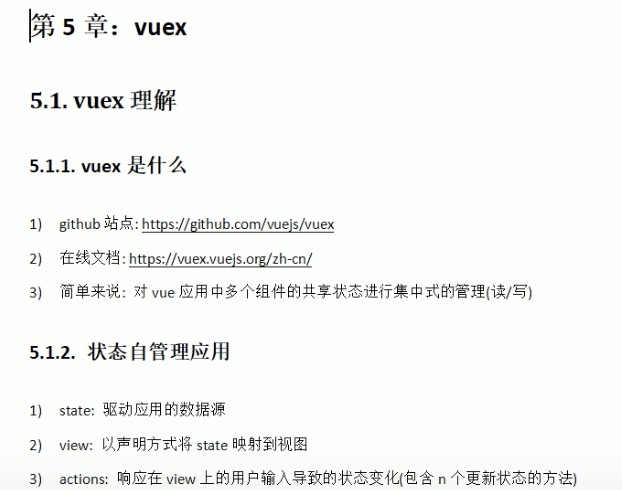 第 5 章：vuex
5.1. vuex 理解
5.1.1. vuex 是什么
1) github 站点: https://github.com/vuejs/vuex
2) 在线文档: https://vuex.vuejs.org/zh-cn/
3) 简单来说: 对 vue 应用中多个组件的共享状态进行集中式的管理(读/写)
5.1.2. 状态自管理应用
1) state: 驱动应用的数据源
2) view: 以声明方式将 state 映射到视图
3) actions: 响应在 view 上的用户输入导致的状态变化(包含 n 个更新状态的方法)